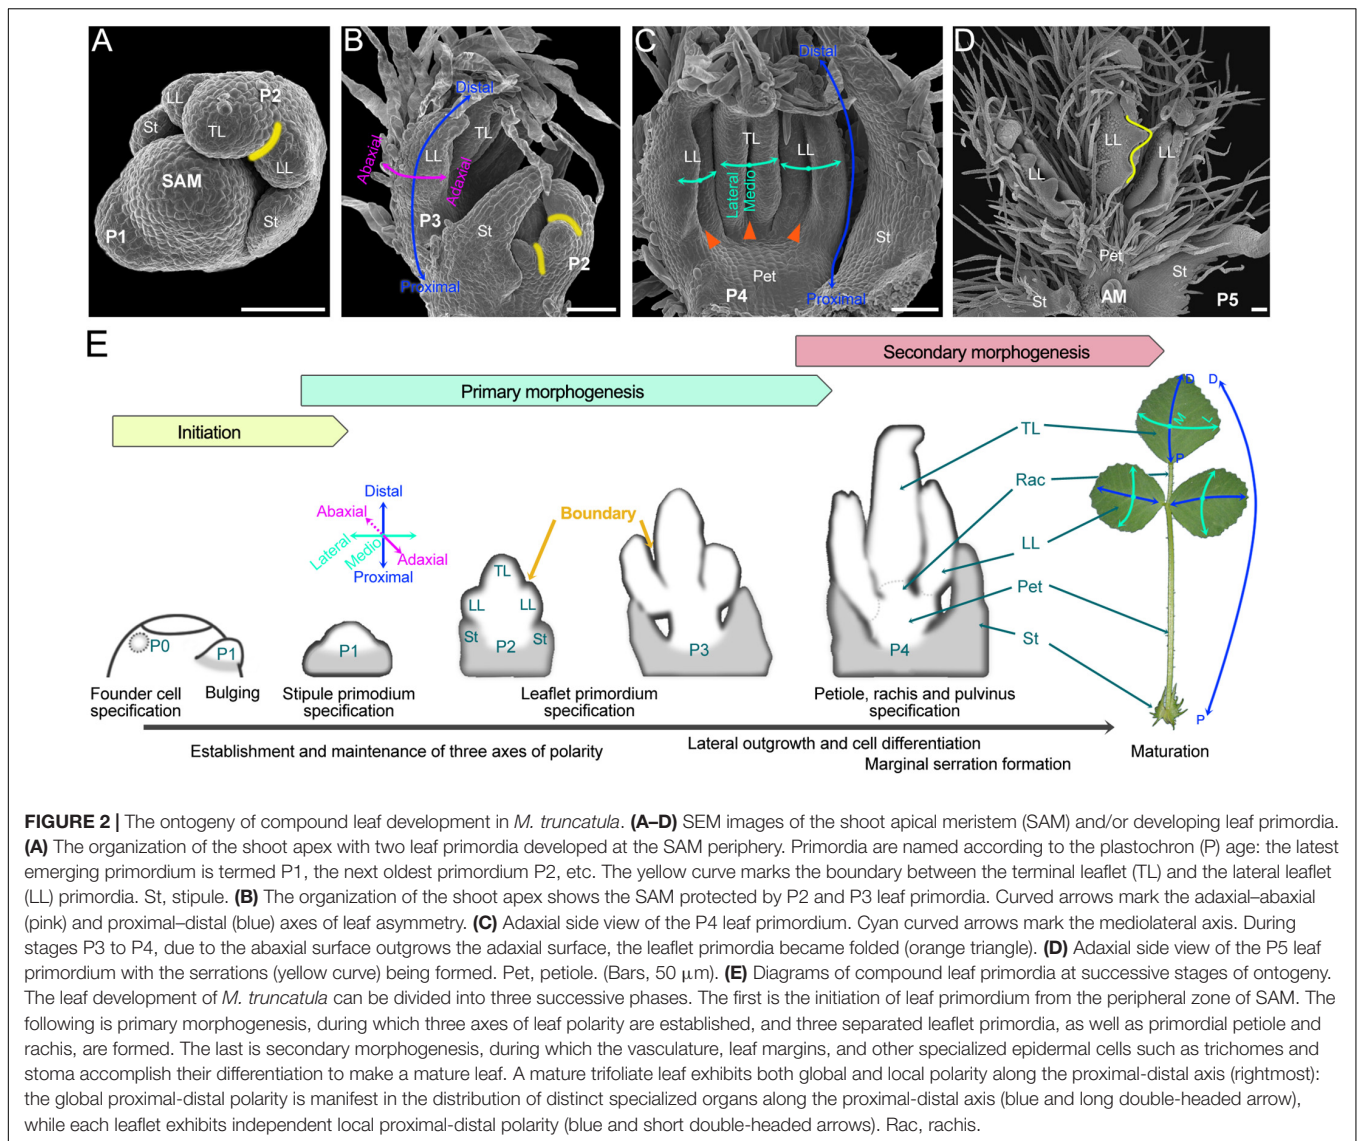 A
LL
P2
St
TL
LL
SAM
P1
St
B
Distal
TL
LL
Abaxial
Adaxial
P3
St
P2
Proximal
C
Distal
TL
LL
LL
Lateral
Medio
St
Pet
P4
Proximal
D
LL
LL
LL
Pet
St
St
AM
P5
E
Secondary morphogenesis
Primary morphogenesis
Initiation
Distal
Abaxial
Lateral
Medio
Adaxial
Proximal
Boundary
TL
LL
LL
St
St
P0
P1
P1
P2
P3
P4
TL
Rac
LL
Pet
St
D
D
M
L
P
P
Founder cell
specification
Bulging
Stipule primodium
specification
Leaflet primordium
specification
Petiole, rachis and pulvinus
specification
Establishment and maintenance of three axes of polarity
Lateral outgrowth and cell differentiation
Marginal serration formation
Maturation
FIGURE 2 | The ontogeny of compound leaf development in M. truncatula. (A–D) SEM images of the shoot apical meristem (SAM) and/or developing leaf primordia.
(A) The organization of the shoot apex with two leaf primordia developed at the SAM periphery. Primordia are named according to the plastochron (P) age: the latest
emerging primordium is termed P1, the next oldest primordium P2, etc. The yellow curve marks the boundary between the terminal leaflet (TL) and the lateral leaflet
(LL) primordia. St, stipule. (B) The organization of the shoot apex shows the SAM protected by P2 and P3 leaf primordia. Curved arrows mark the adaxial–abaxial
(pink) and proximal–distal (blue) axes of leaf asymmetry. (C) Adaxial side view of the P4 leaf primordium. Cyan curved arrows mark the mediolateral axis. During
stages P3 to P4, due to the abaxial surface outgrows the adaxial surface, the leaflet primordia became folded (orange triangle). (D) Adaxial side view of the P5 leaf
primordium with the serrations (yellow curve) being formed. Pet, petiole. (Bars, 50 μm). (E) Diagrams of compound leaf primordia at successive stages of ontogeny.
The leaf development of M. truncatula can be divided into three successive phases. The first is the initiation of leaf primordium from the peripheral zone of SAM. The
following is primary morphogenesis, during which three axes of leaf polarity are established, and three separated leaflet primordia, as well as primordial petiole and
rachis, are formed. The last is secondary morphogenesis, during which the vasculature, leaf margins, and other specialized epidermal cells such as trichomes and
stoma accomplish their differentiation to make a mature leaf. A mature trifoliate leaf exhibits both global and local polarity along the proximal-distal axis (rightmost):
the global proximal-distal polarity is manifest in the distribution of distinct specialized organs along the proximal-distal axis (blue and long double-headed arrow),
while each leaflet exhibits independent local proximal-distal polarity (blue and short double-headed arrows). Rac, rachis.